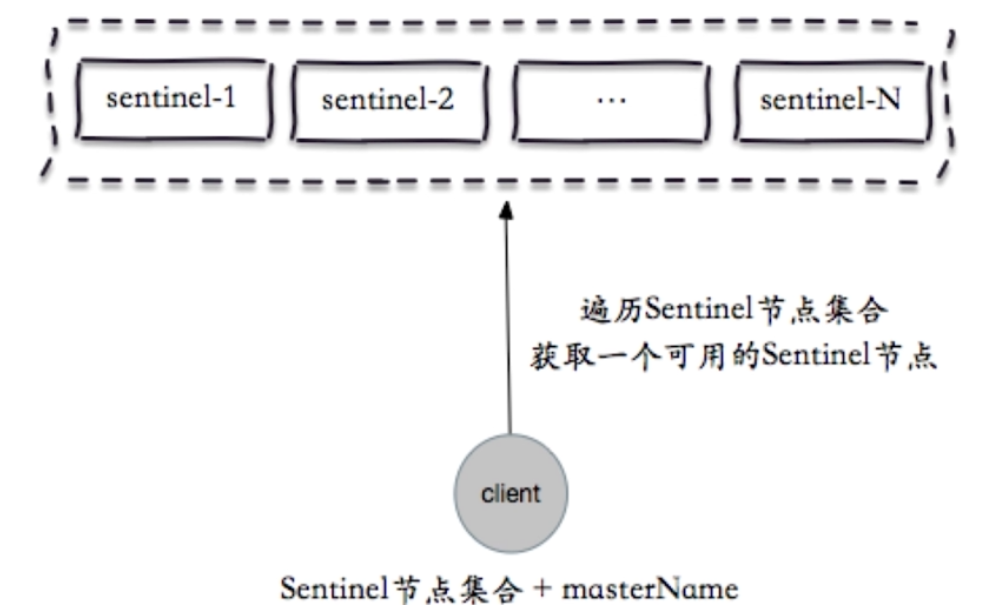 sentinel-1
sentinel-2
...
sentinel-N
遍历Sentinel节点集合
获取一个可用的Sentinel节点
client
Sentinel节点集合 + masterName